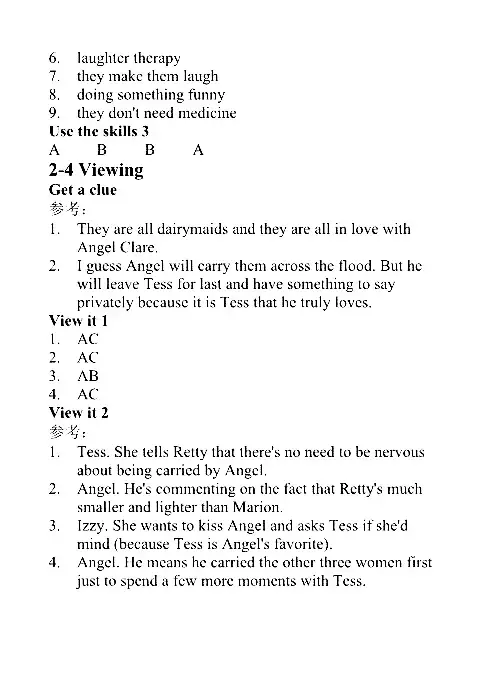 6. laughter therapy
7. they make them laugh
8. doing something funny
9. they don't need medicine
Use the skills 3
A B B A
2-4 Viewing
Get a clue
参考:
1. They are all dairymaids and they are all in love with
Angel Clare.
2. I guess Angel will carry them across the flood. But he
will leave Tess for last and have something to say
privately because it is Tess that he truly loves.
View it 1
1. AC
2. AC
3. AB
4. AC
View it 2
参考:
1. Tess. She tells Retty that there's no need to be nervous
about being carried by Angel.
2. Angel. He's commenting on the fact that Retty's much
smaller and lighter than Marion.
3. Izzy. She wants to kiss Angel and asks Tess if she'd
mind (because Tess is Angel's favorite).
4. Angel. He means he carried the other three women first
just to spend a few more moments with Tess.